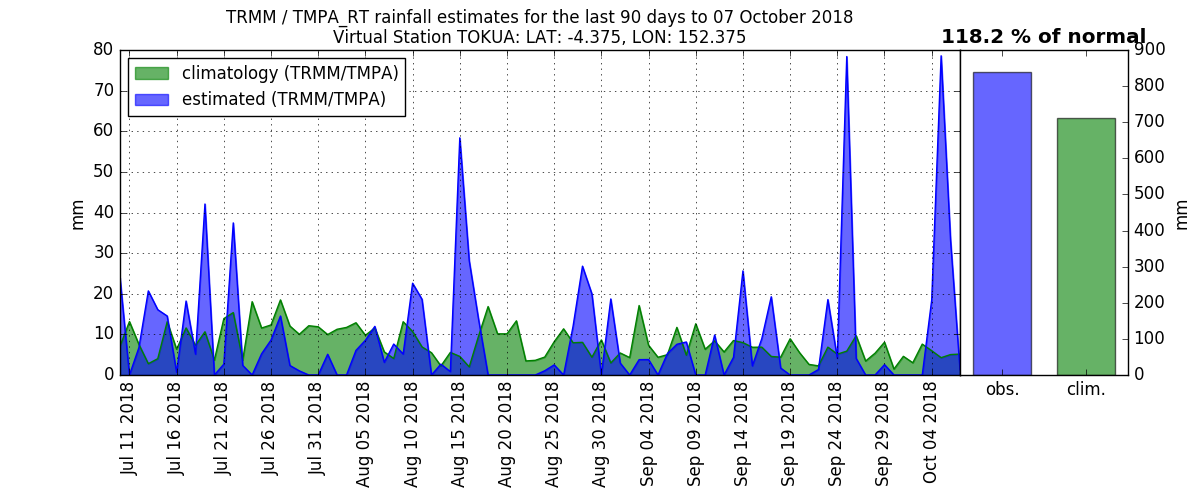 TRMM / TMPA_RT rainfall estimates for the last 90 days to 07 October 2018
Virtual Station TOKUA: LAT: -4.375, LON: 152.375
118.2 % of normal
climatology (TRMM/TMPA)
estimated (TRMM/TMPA)
80
70
60
50
40
30
20
10
0
mm
Jul 11 2018
Jul 16 2018
Jul 21 2018
Jul 26 2018
Jul 31 2018
Aug 05 2018
Aug 10 2018
Aug 15 2018
Aug 20 2018
Aug 25 2018
Aug 30 2018
Sep 04 2018
Sep 09 2018
Sep 14 2018
Sep 19 2018
Sep 24 2018
Sep 29 2018
Oct 04 2018
obs.
clim.
900
800
700
600
500
400
300
200
100
0
mm